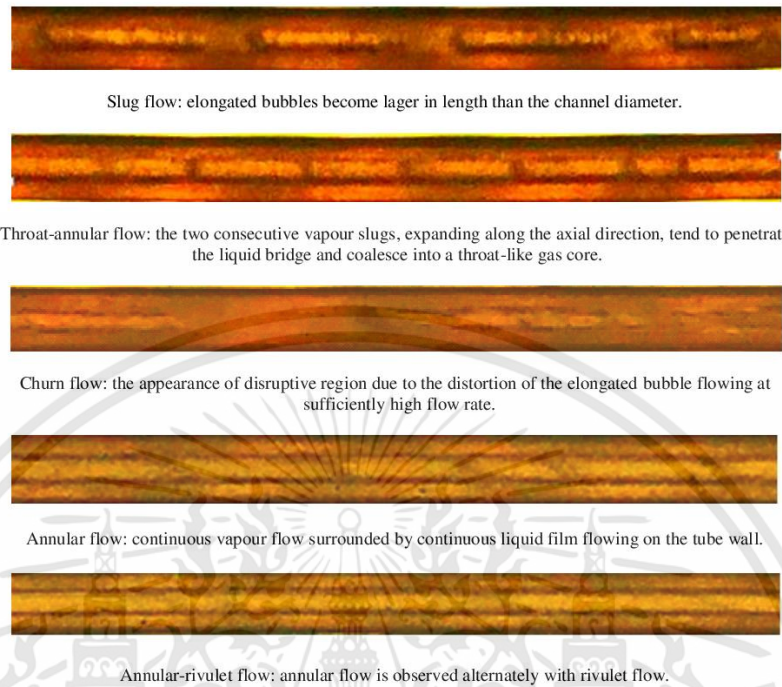 Slug flow: elongated bubbles become lager in length than the channel diameter.
Throat-annular flow: the two consecutive vapour slugs, expanding along the axial direction, tend to penetrat
the liquid bridge and coalesce into a throat-like gas core.
Churn flow: the appearance of disruptive region due to the distortion of the elongated bubble flowing at
sufficiently high flow rate.
Annular flow: continuous vapour flow surrounded by continuous liquid film flowing on the tube wall.
Annular-rivulet flow: annular flow is observed alternately with rivulet flow.